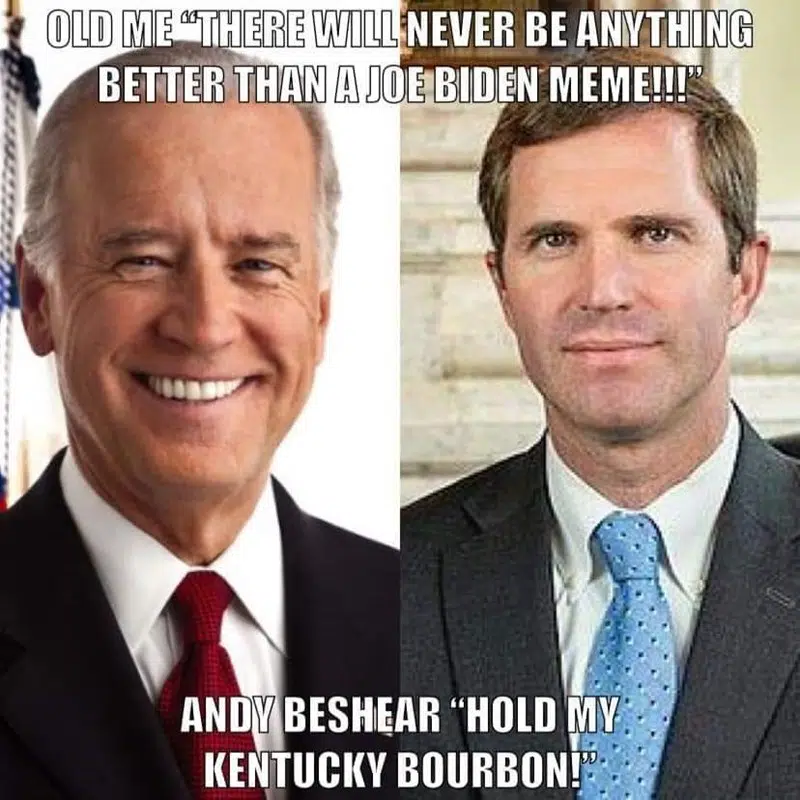 OLD ME “THERE WILL NEVER BE ANYTHING
BETTER THAN A JOE BIDEN MEME!!!”
ANDY BESHEAR “HOLD MY
KENTUCKY BOURBON!”